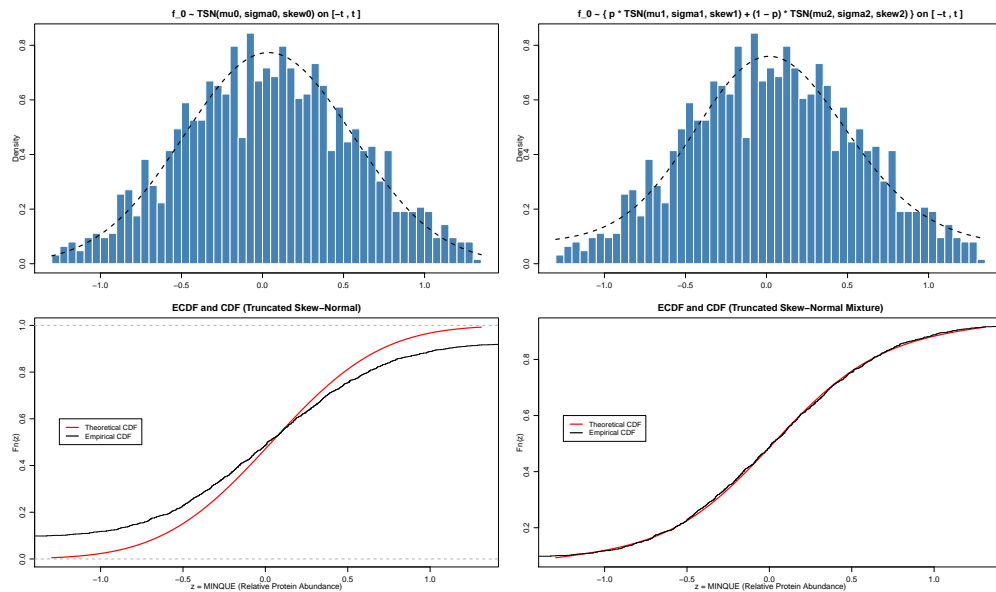 f_0 ~ TSN(mu0, sigma0, skew0) on [-t , t ]
Density
0.0
0.2
0.4
0.6
0.8
−1.0
−0.5
0.0
0.5
1.0
f_0 ~ { p * TSN(mu1, sigma1, skew1) + (1 − p) * TSN(mu2, sigma2, skew2) } on [ −t , t ]
Density
0.0
0.2
0.4
0.6
0.8
−1.0
−0.5
0.0
0.5
1.0
ECDF and CDF (Truncated Skew−Normal)
Fn(z)
0.0
0.2
0.4
0.6
0.8
1.0
Theoretical CDF
Empirical CDF
−1.0
−0.5
0.0
0.5
1.0
z = MINQUE (Relative Protein Abundance)
ECDF and CDF (Truncated Skew−Normal Mixture)
Fn(z)
0.2
0.4
0.6
0.8
Theoretical CDF
Empirical CDF
−1.0
−0.5
0.0
0.5
1.0
z = MINQUE (Relative Protein Abundance)